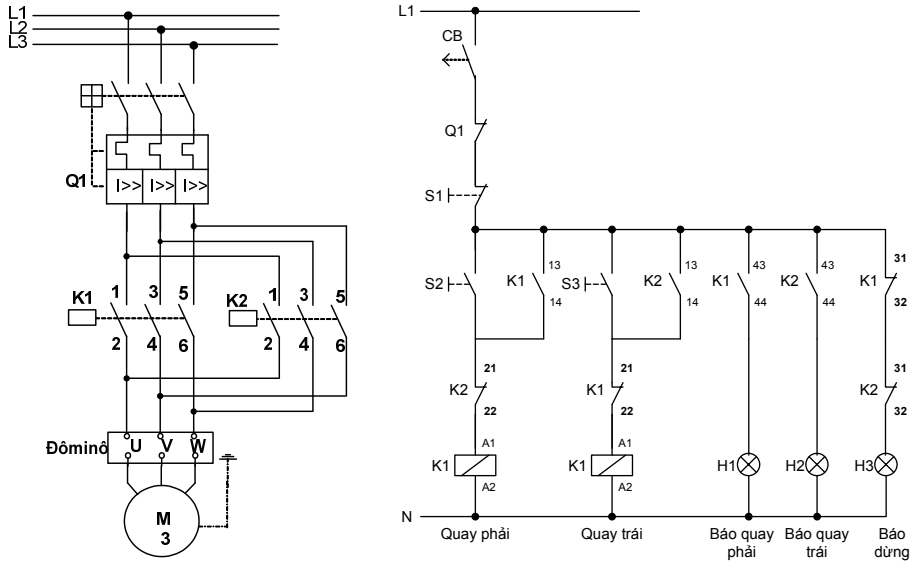 L1
L2
L3
Q1
I>> I>> I>>
K1
1 3 5
2 4 6
K2
1 3 5
2 4 6
Đôminô
U V W
M
3
L1
CB
Q1
S1
S2
K1
13
14
S3
K2
13
14
K1
43
44
K2
43
44
K1
31
32
K2
21
22
K1
21
22
K2
31
32
K1
A1
A2
K1
A1
A2
H1
H2
H3
N
Quay phải
Quay trái
Báo quay
phải
Báo quay
trái
Báo
dừng